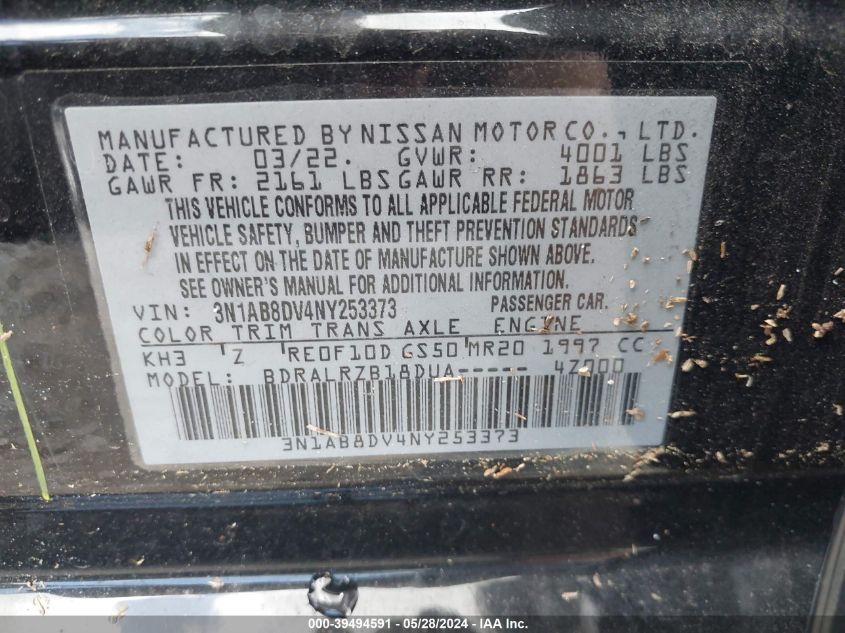 MANUFACTURED BY NISSAN MOTOR CO., LTD.
DATE: 03/22. GVWR: 4001 LBS
GAWR FR: 2161 LBS GAWR RR: 1863 LBS
THIS VEHICLE CONFORMS TO ALL APPLICABLE FEDERAL MOTOR
VEHICLE SAFETY, BUMPER AND THEFT PREVENTION STANDARDS
IN EFFECT ON THE DATE OF MANUFACTURE SHOWN ABOVE.
SEE OWNER'S MANUAL FOR ADDITIONAL INFORMATION.
VIN: 3N1AB8DV4NY253373 PASSENGER CAR.
COLOR TRIM TRANS AXLE ENGINE
KH3 Z RE0F10D GS50 MR20 1997 CC
MODEL: BDRALRZB18DUA----- 4Z000
3N1AB8DV4NY253373
000-39494591 - 05/28/2024 - IAA Inc.